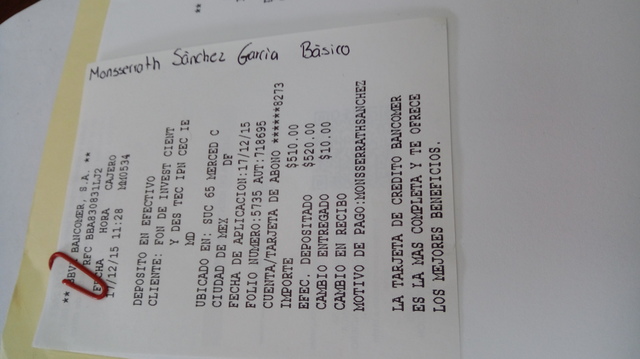 Monsserroth Sánchez Garcia Básico
** BBVA BANCOMER, S.A. **
RFC BBA830831LJ2
FECHA HORA CAJERO
17/12/15 11:28 MM0534
DEPOSITO EN EFECTIVO
CLIENTE: FON DE INVEST CIENT
Y DES TEC IPN CEC IE
MD
UBICADO EN: SUC 65 MERCED C
CIUDAD DE MEX DF
FECHA DE APLICACION:17/12/15
FOLIO NUMERO:5735 AUT:718695
CUENTA/TARJETA DE ABONO ******8273
IMPORTE $510.00
EFEC. DEPOSITADO $520.00
CAMBIO ENTREGADO $10.00
CAMBIO EN RECIBO
MOTIVO DE PAGO:MONSSERRATHSANCHEZ
LA TARJETA DE CREDITO BANCOMER
ES LA MAS COMPLETA Y TE OFRECE
LOS MEJORES BENEFICIOS.